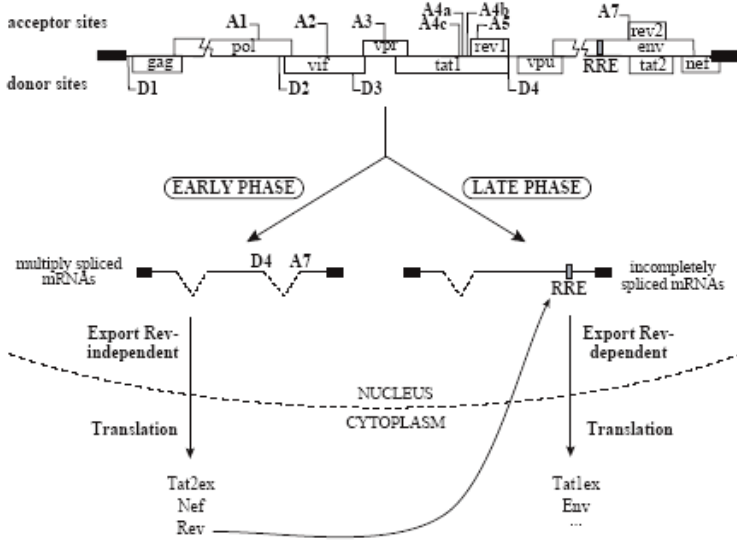 acceptor sites A1 A2 A3 A4a A4b A4c A5 A7
rev2
pol vpr rev1 env
gag vif tat1 vpu RRE tat2 nef
donor sites D1 D2 D3 D4
EARLY PHASE LATE PHASE
multiply spliced
mRNAs
D4 A7
RRE
incompletely
spliced mRNAs
Export Rev-
independent
Export Rev-
dependent
NUCLEUS
CYTOPLASM
Translation Translation
Tat2ex
Nef
Rev
Tat1ex
Env
...